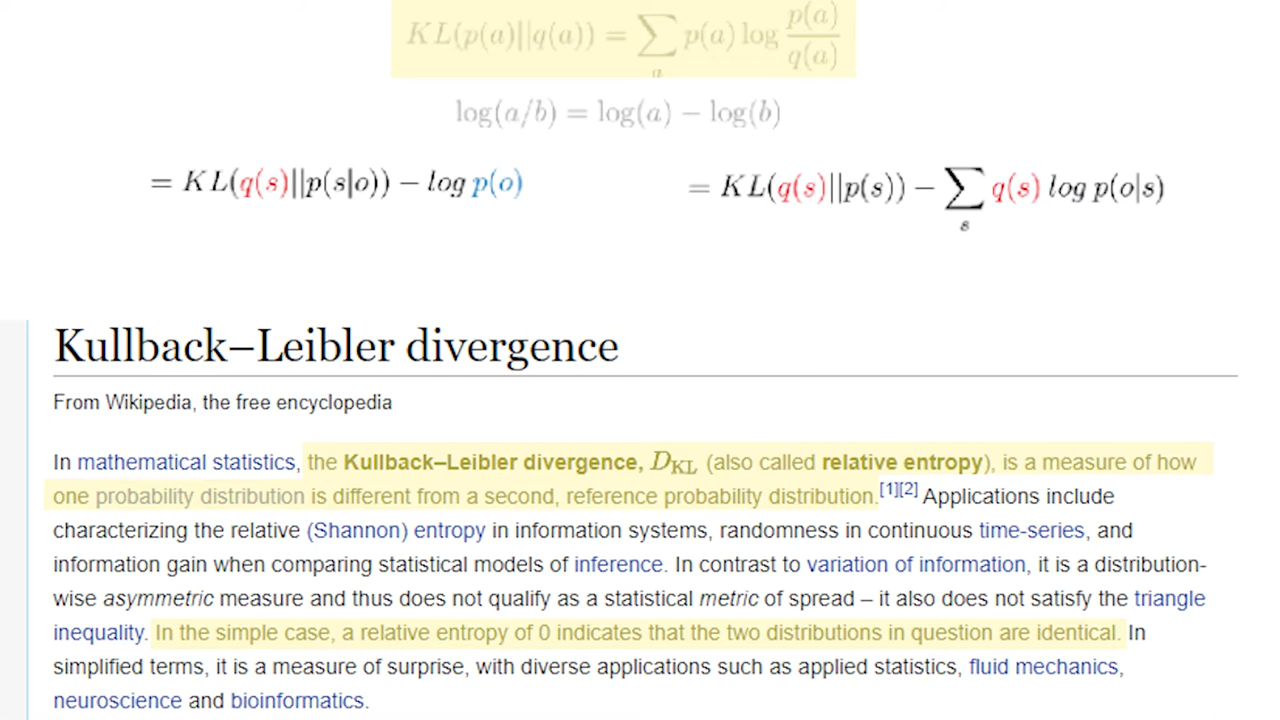 KL(p(a)||q(a)) = ∑ₐ p(a) log p(a)/q(a)
log(a/b) = log(a) − log(b)
= KL(q(s)||p(s|o)) − log p(o)
= KL(q(s)||p(s)) − ∑ₛ q(s) log p(o|s)
Kullback–Leibler divergence
From Wikipedia, the free encyclopedia
In mathematical statistics, the Kullback–Leibler divergence, D_KL (also called relative entropy), is a measure of how
one probability distribution is different from a second, reference probability distribution.[1][2] Applications include
characterizing the relative (Shannon) entropy in information systems, randomness in continuous time-series, and
information gain when comparing statistical models of inference. In contrast to variation of information, it is a distribution-
wise asymmetric measure and thus does not qualify as a statistical metric of spread – it also does not satisfy the triangle
inequality. In the simple case, a relative entropy of 0 indicates that the two distributions in question are identical. In
simplified terms, it is a measure of surprise, with diverse applications such as applied statistics, fluid mechanics,
neuroscience and bioinformatics.